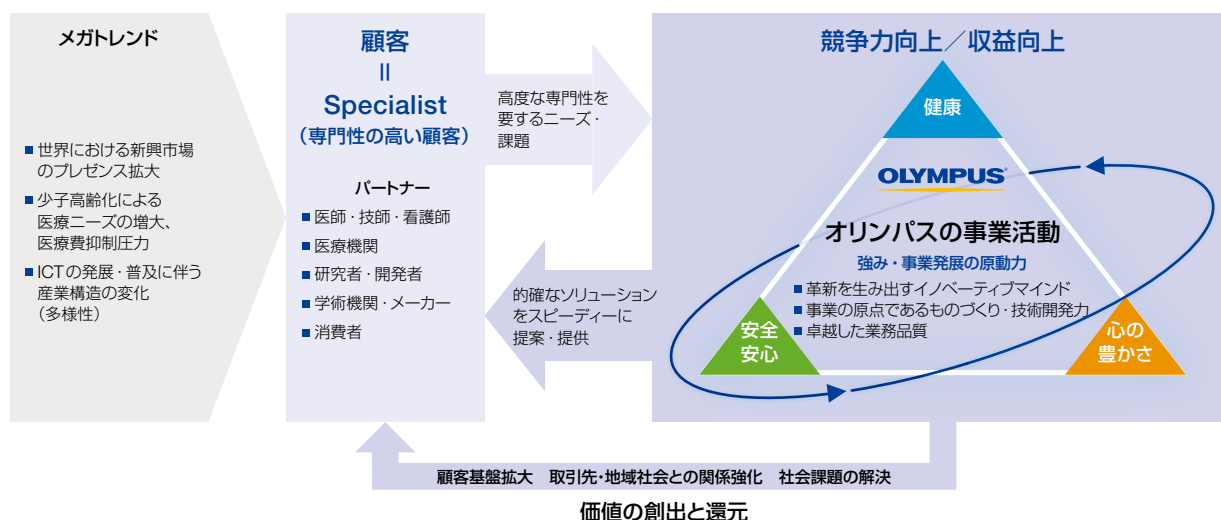 メガトレンド
■世界における新興市場
のプレゼンス拡大
■少子高齢化による
医療ニーズの増大、
医療費抑制圧力
■ICTの発展・普及に伴う
産業構造の変化
（多様性）
顧客
＝
Specialist
（専門性の高い顧客）
パートナー
■医師・技師・看護師
■医療機関
■研究者・開発者
■学術機関・メーカー
■消費者
高度な専門性を
要するニーズ・
課題
的確なソリューション
をスピーディーに
提案・提供
競争力向上／収益向上
健康
OLYMPUS®
オリンパスの事業活動
強み・事業発展の原動力
■革新を生み出すイノベーティブマインド
■事業の原点であるものづくり・技術開発力
■卓越した業務品質
安全
安心
心の
豊かさ
顧客基盤拡大　取引先・地域社会との関係強化　社会課題の解決
価値の創出と還元